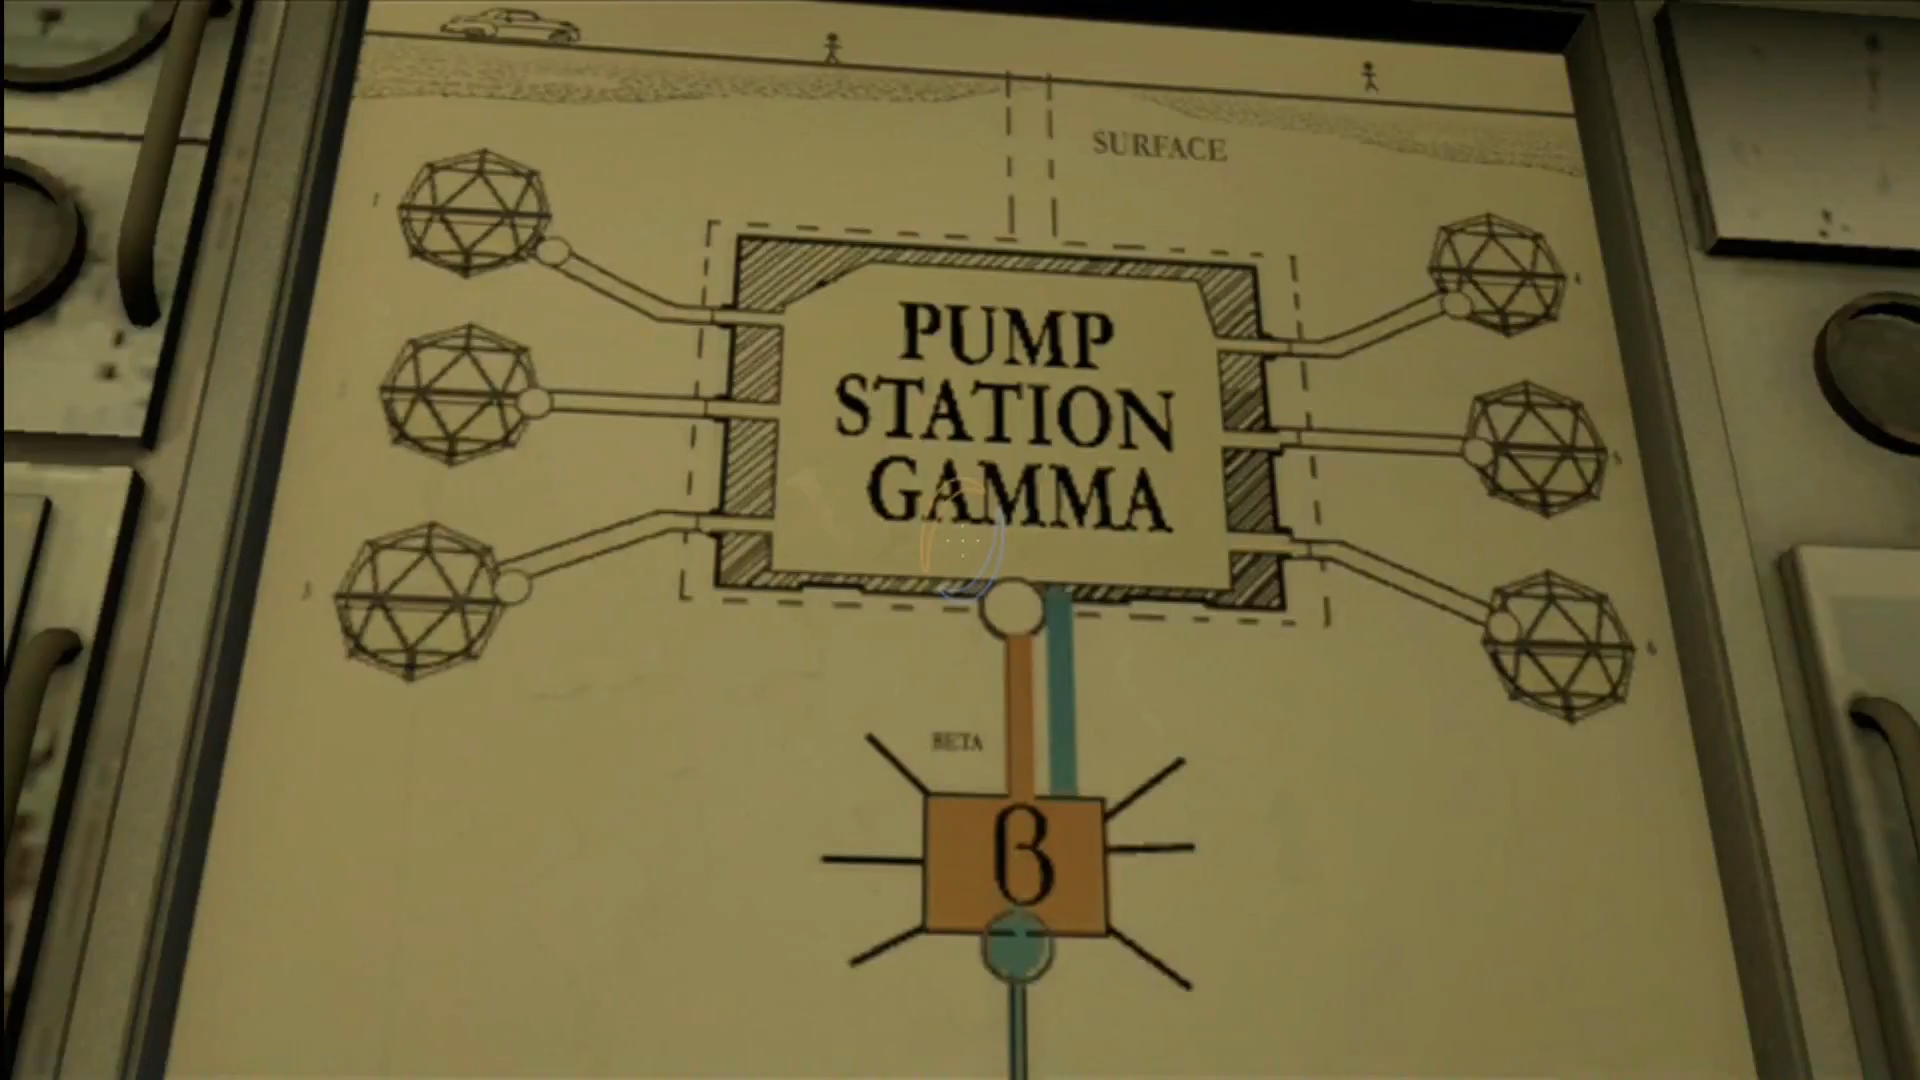 SURFACE
PUMP
STATION
GAMMA
BETA
β